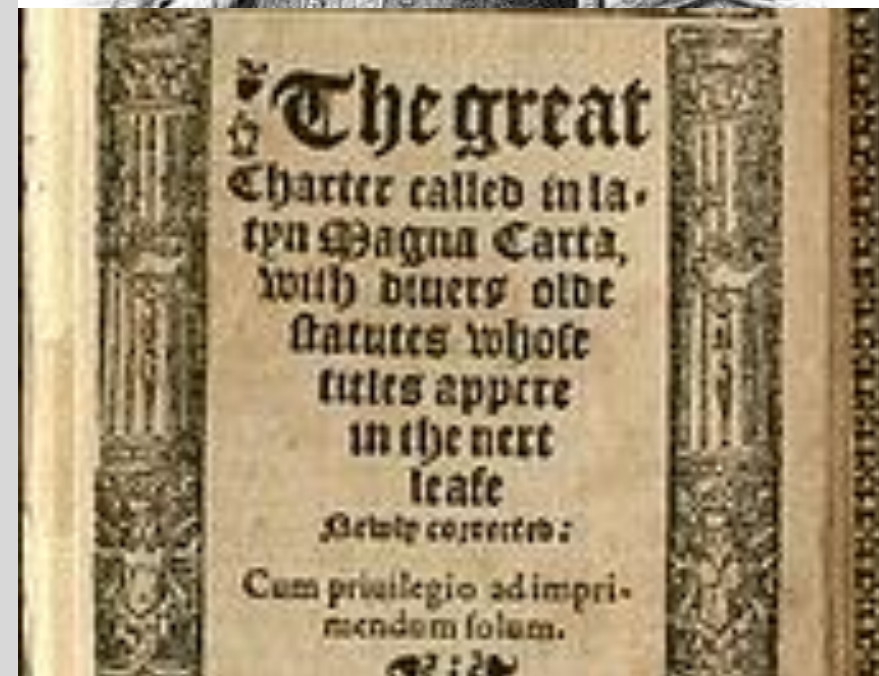 The great
Charter called in la-
tyn Magna Carta,
with diuers olde
statutes whose
titles appere
in the next
leafe
Newly corrected:
Cum priuilegio ad impri-
mendum solum.